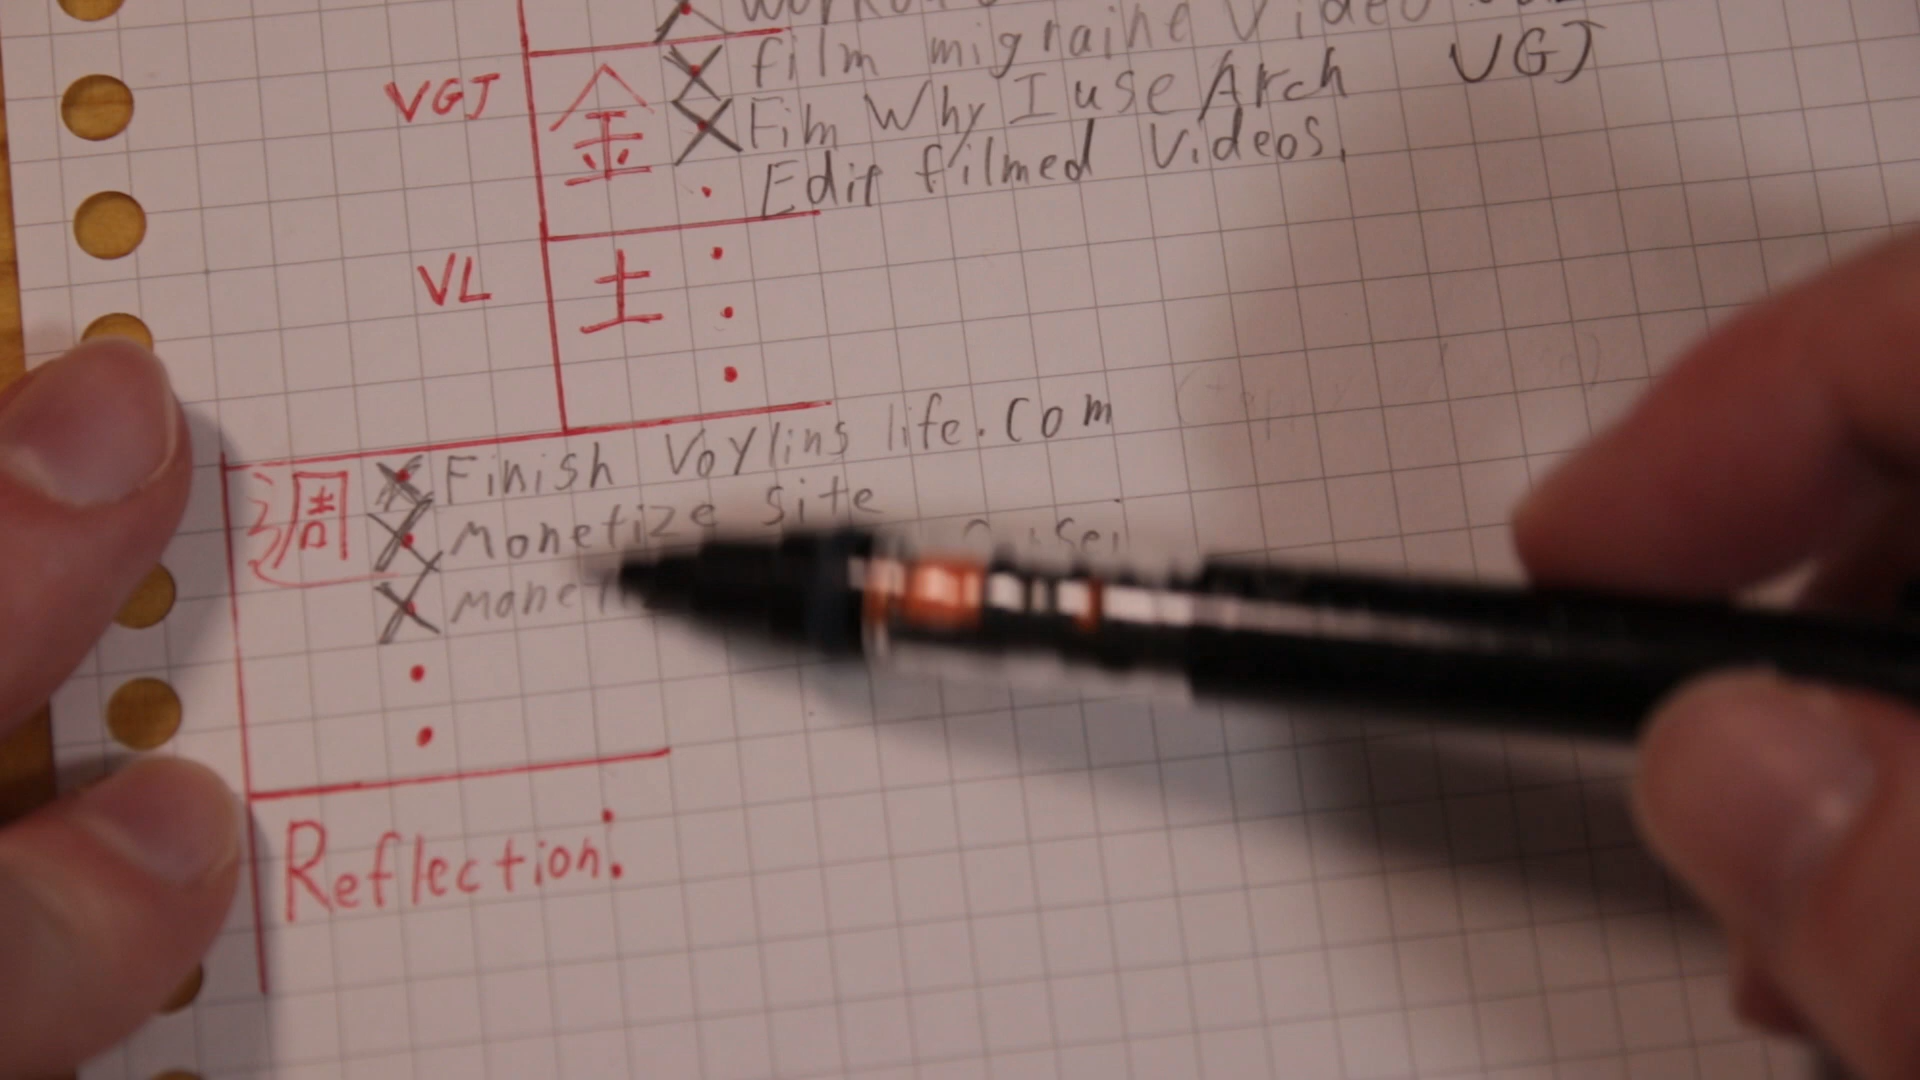 film migraine Video
VGJ 金 Film Why I use Arch VGJ
Edit filmed Videos.
VL 土
週 Finish Voylins life.com
Monetize site
Reflection: